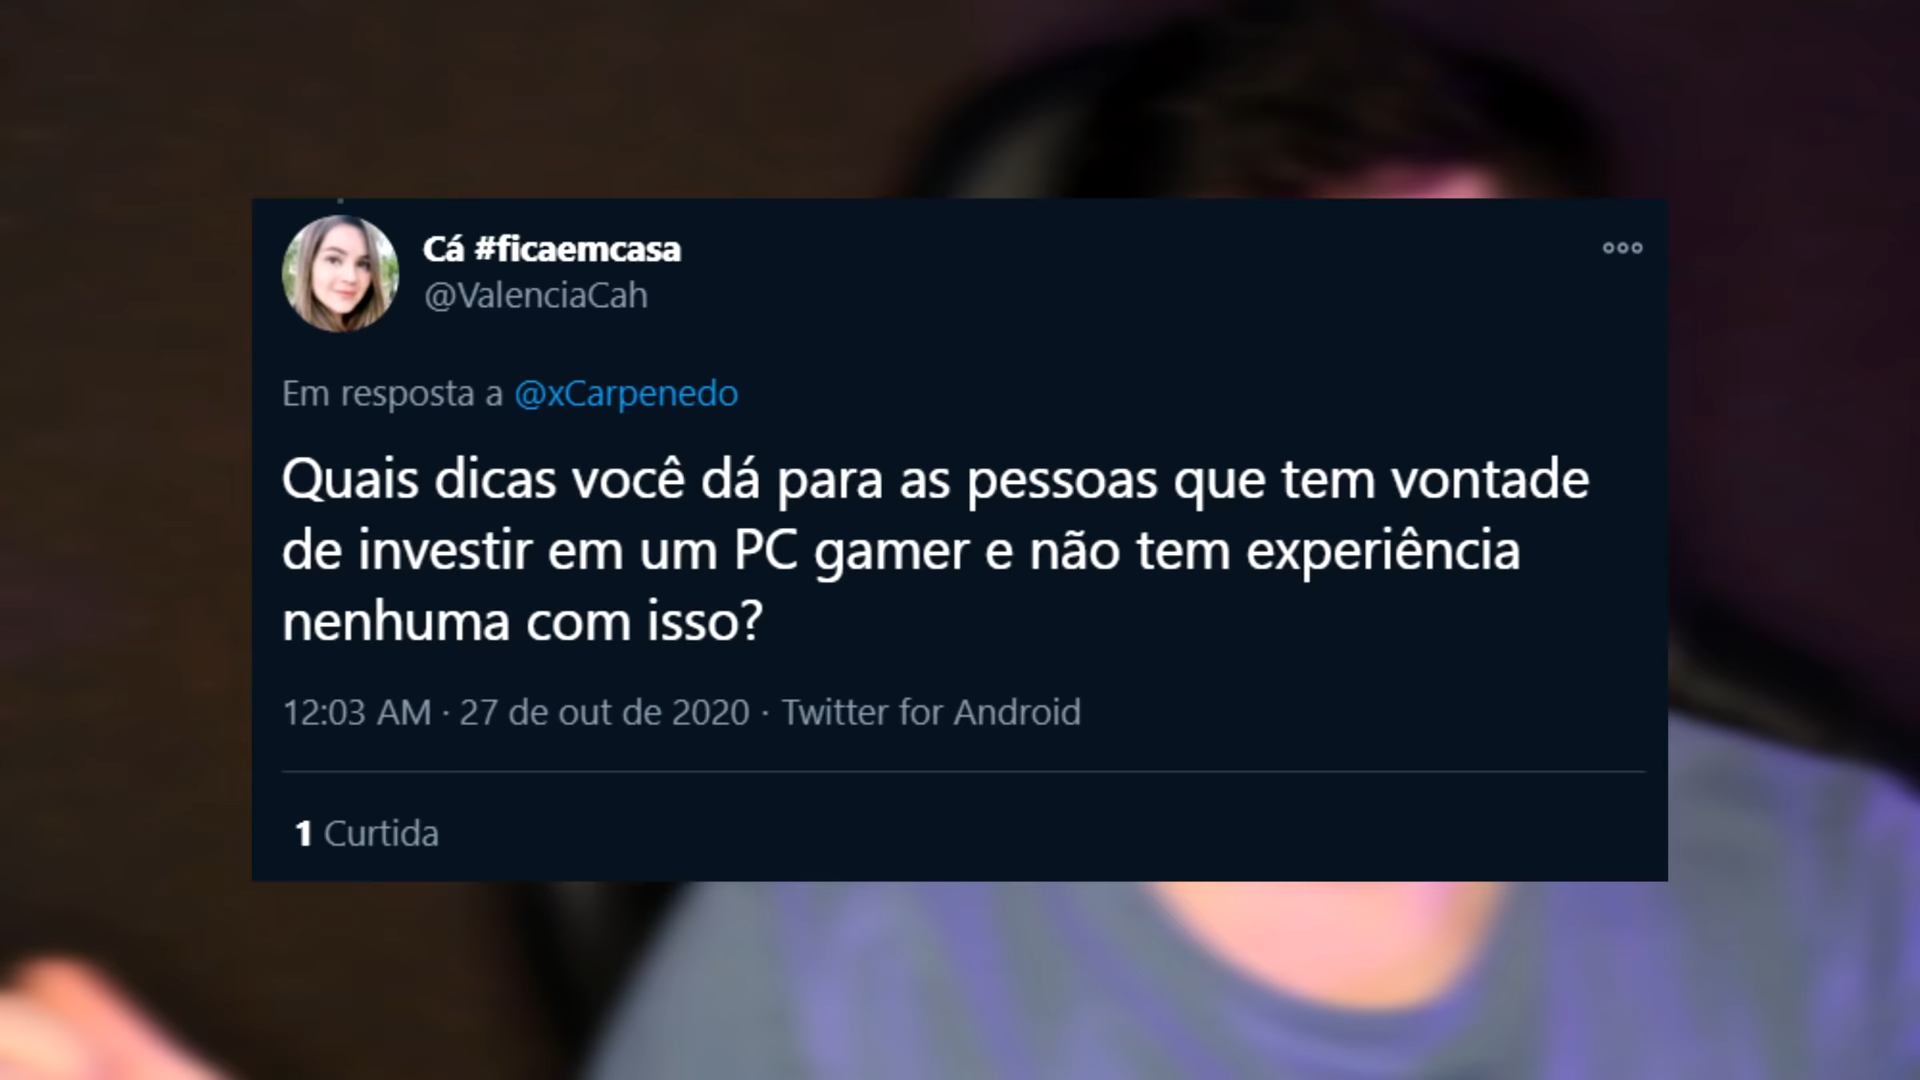 Cá #ficaemcasa
@ValenciaCah
Em resposta a @xCarpenedo
Quais dicas você dá para as pessoas que tem vontade
de investir em um PC gamer e não tem experiência
nenhuma com isso?
12:03 AM · 27 de out de 2020 · Twitter for Android
1 Curtida